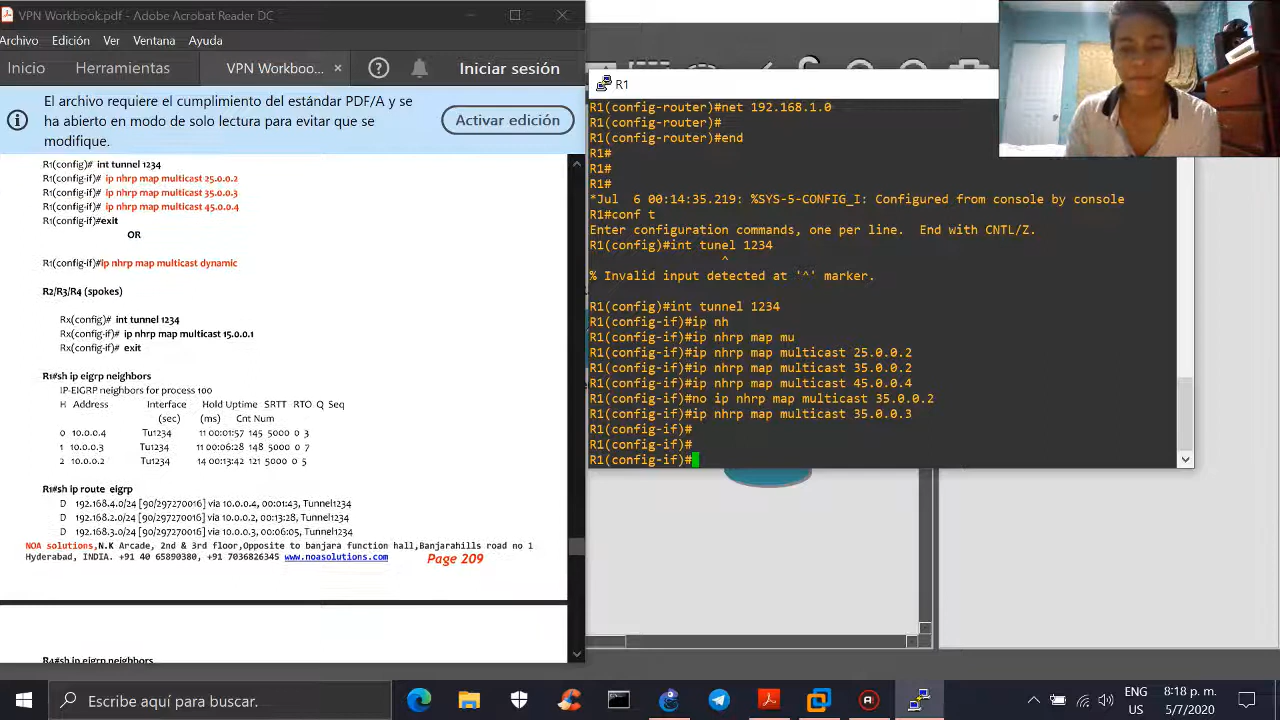 VPN Workbook.pdf - Adobe Acrobat Reader DC
Archivo Edición Ver Ventana Ayuda
Inicio Herramientas VPN Workboo... × Iniciar sesión
El archivo requiere el cumplimiento del estándar PDF/A y se
ha abierto en modo de solo lectura para evitar que se
modifique.
Activar edición
R1(config)# int tunnel 1234
R1(config-if)# ip nhrp map multicast 25.0.0.2
R1(config-if)# ip nhrp map multicast 35.0.0.3
R1(config-if)# ip nhrp map multicast 45.0.0.4
R1(config-if)#exit
OR
R1(config-if)#ip nhrp map multicast dynamic
R2/R3/R4 (spokes)
Rx(config)# int tunnel 1234
Rx(config-if)# ip nhrp map multicast 15.0.0.1
Rx(config-if)# exit
R1#sh ip eigrp neighbors
IP-EIGRP neighbors for process 100
H Address Interface Hold Uptime SRTT RTO Q Seq
(sec) (ms) Cnt Num
0 10.0.0.4 Tu1234 11 00:01:57 145 5000 0 3
1 10.0.0.3 Tu1234 11 00:06:28 148 5000 0 7
2 10.0.0.2 Tu1234 14 00:13:42 121 5000 0 5
R1#sh ip route eigrp
D 192.168.4.0/24 [90/297270016] via 10.0.0.4, 00:01:43, Tunnel1234
D 192.168.2.0/24 [90/297270016] via 10.0.0.2, 00:13:28, Tunnel1234
D 192.168.3.0/24 [90/297270016] via 10.0.0.3, 00:06:05, Tunnel1234
NOA solutions,N.K Arcade, 2nd & 3rd floor,Opposite to banjara function hall,Banjarahills road no 1
Hyderabad, INDIA. +91 40 65890380, +91 7036826345 www.noasolutions.com Page 209
R4#sh ip eigrp neighbors
R1
R1(config-router)#net 192.168.1.0
R1(config-router)#
R1(config-router)#end
R1#
R1#
R1#
*Jul  6 00:14:35.219: %SYS-5-CONFIG_I: Configured from console by console
R1#conf t
Enter configuration commands, one per line.  End with CNTL/Z.
R1(config)#int tunel 1234
^
% Invalid input detected at '^' marker.
R1(config)#int tunnel 1234
R1(config-if)#ip nh
R1(config-if)#ip nhrp map mu
R1(config-if)#ip nhrp map multicast 25.0.0.2
R1(config-if)#ip nhrp map multicast 35.0.0.2
R1(config-if)#ip nhrp map multicast 45.0.0.4
R1(config-if)#no ip nhrp map multicast 35.0.0.2
R1(config-if)#ip nhrp map multicast 35.0.0.3
R1(config-if)#
R1(config-if)#
R1(config-if)#
Escribe aquí para buscar.
ENG 8:18 p. m.
US 5/7/2020